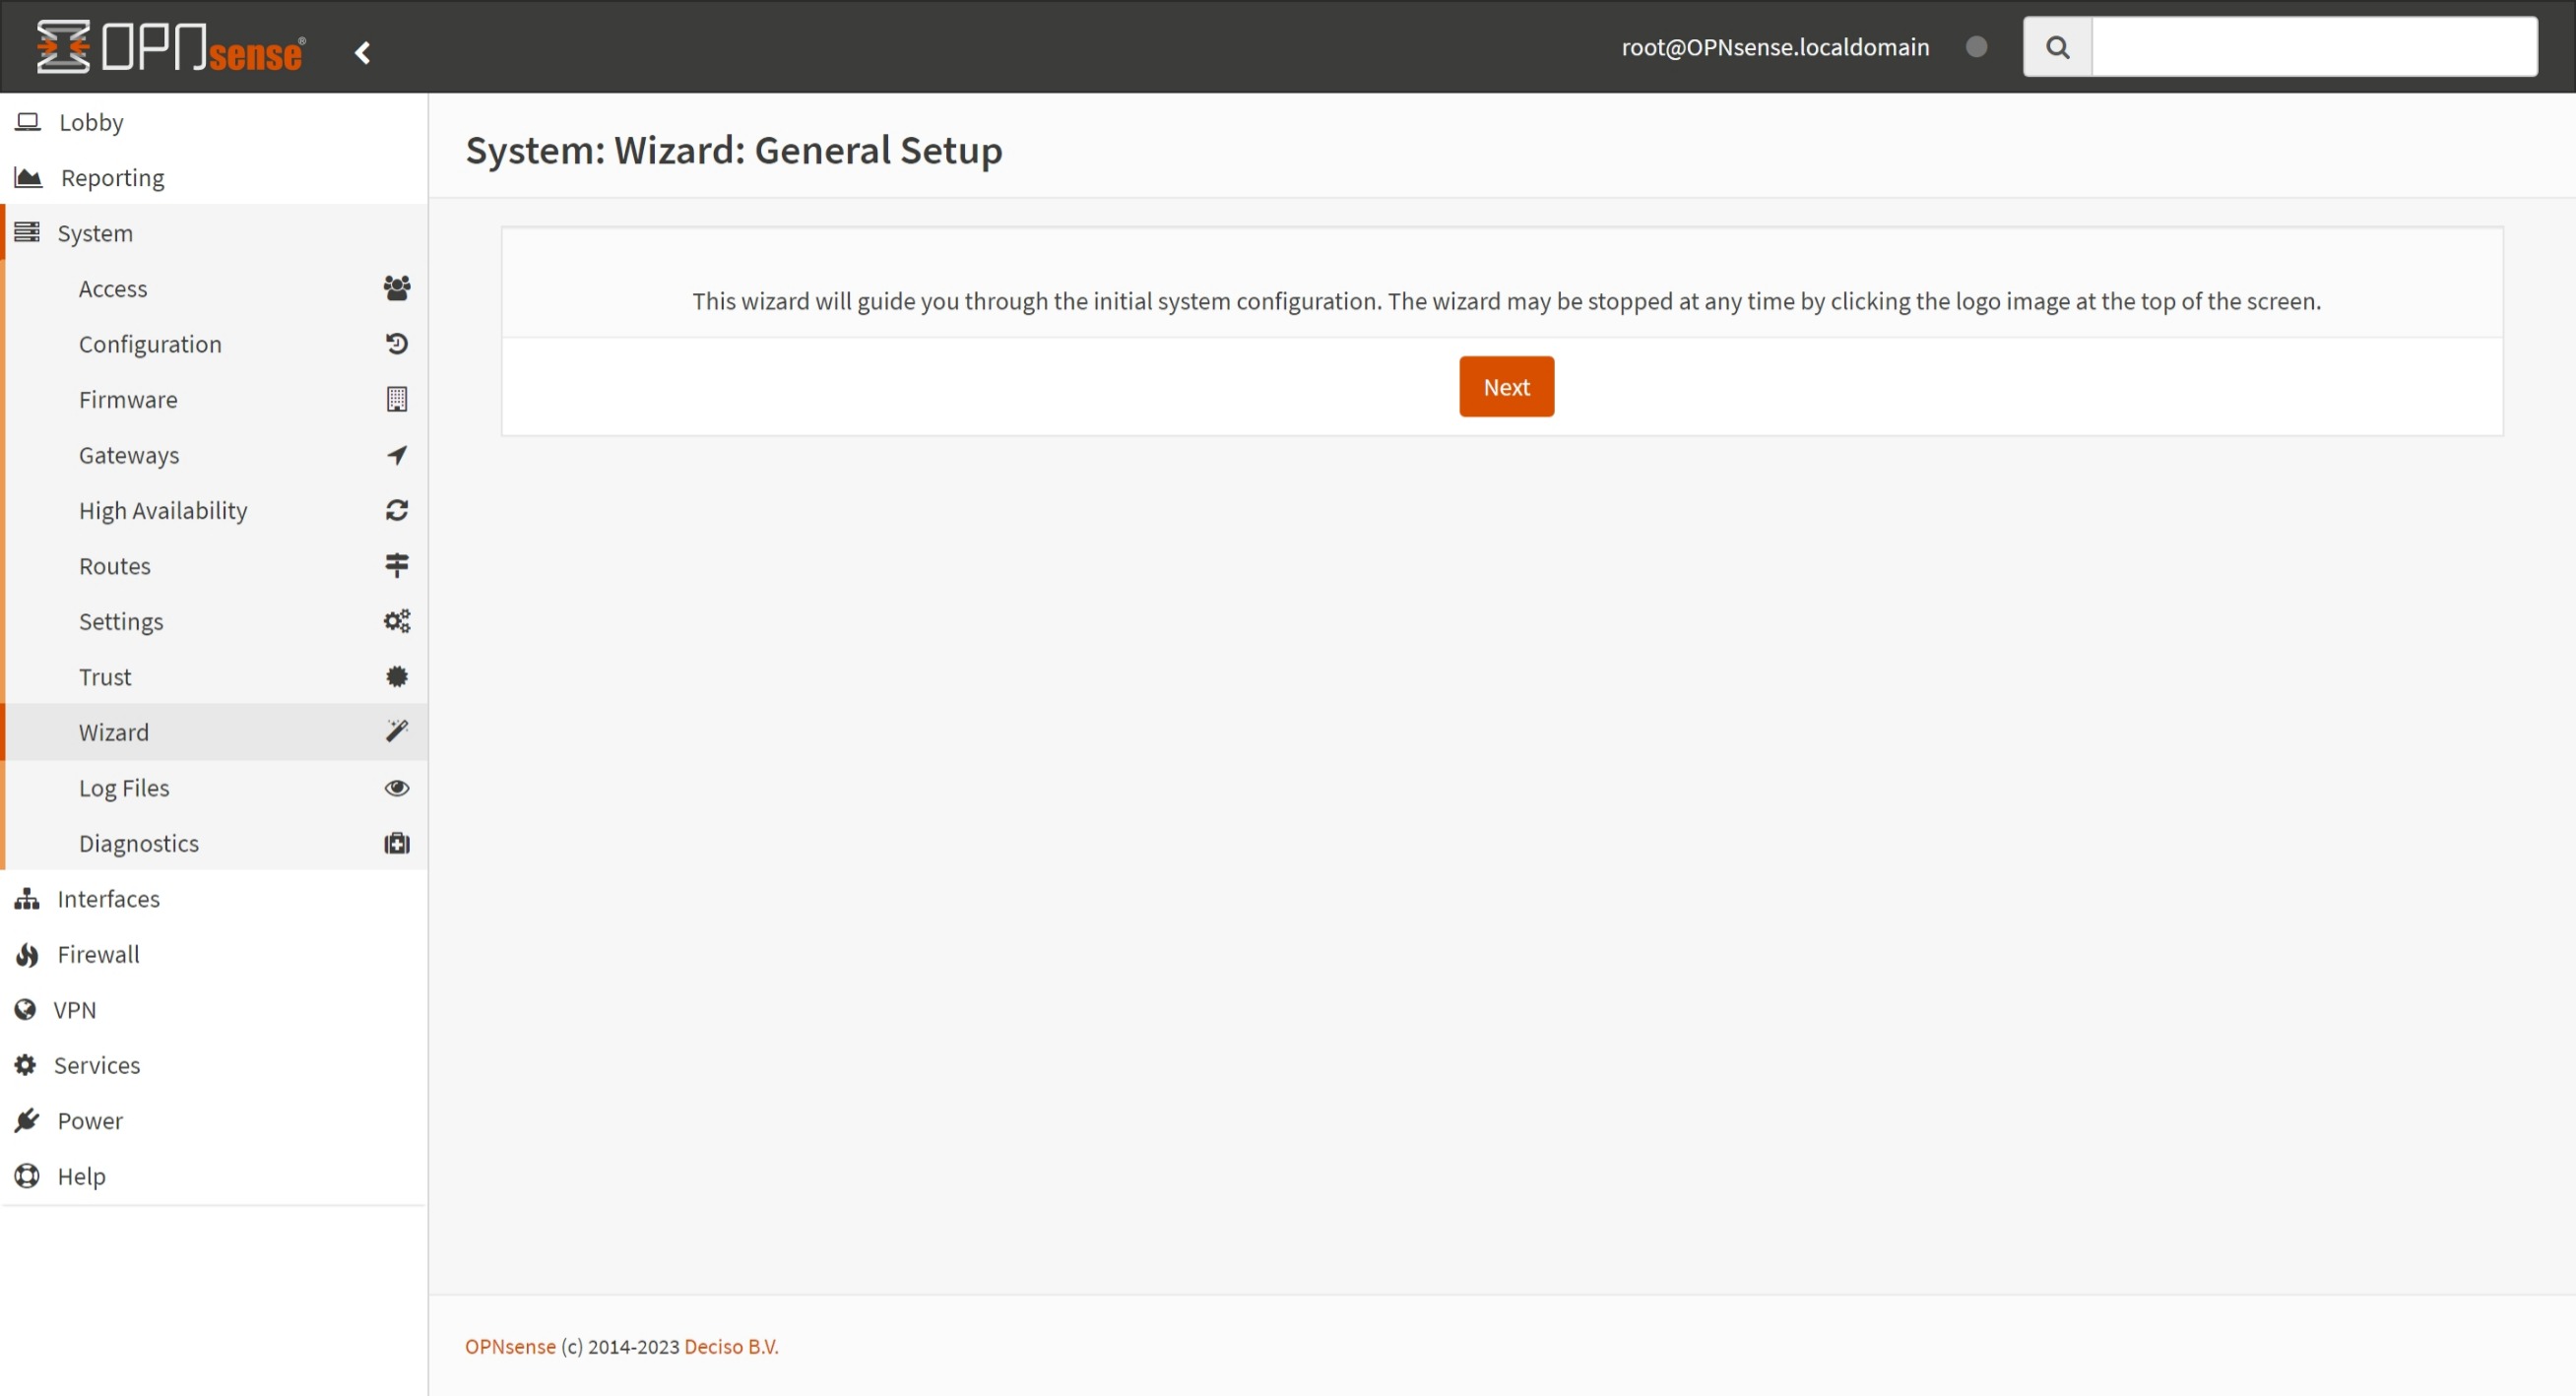 OPNsense®
root@OPNsense.localdomain
Lobby
Reporting
System
Access
Configuration
Firmware
Gateways
High Availability
Routes
Settings
Trust
Wizard
Log Files
Diagnostics
Interfaces
Firewall
VPN
Services
Power
Help
System: Wizard: General Setup
This wizard will guide you through the initial system configuration. The wizard may be stopped at any time by clicking the logo image at the top of the screen.
Next
OPNsense (c) 2014-2023 Deciso B.V.